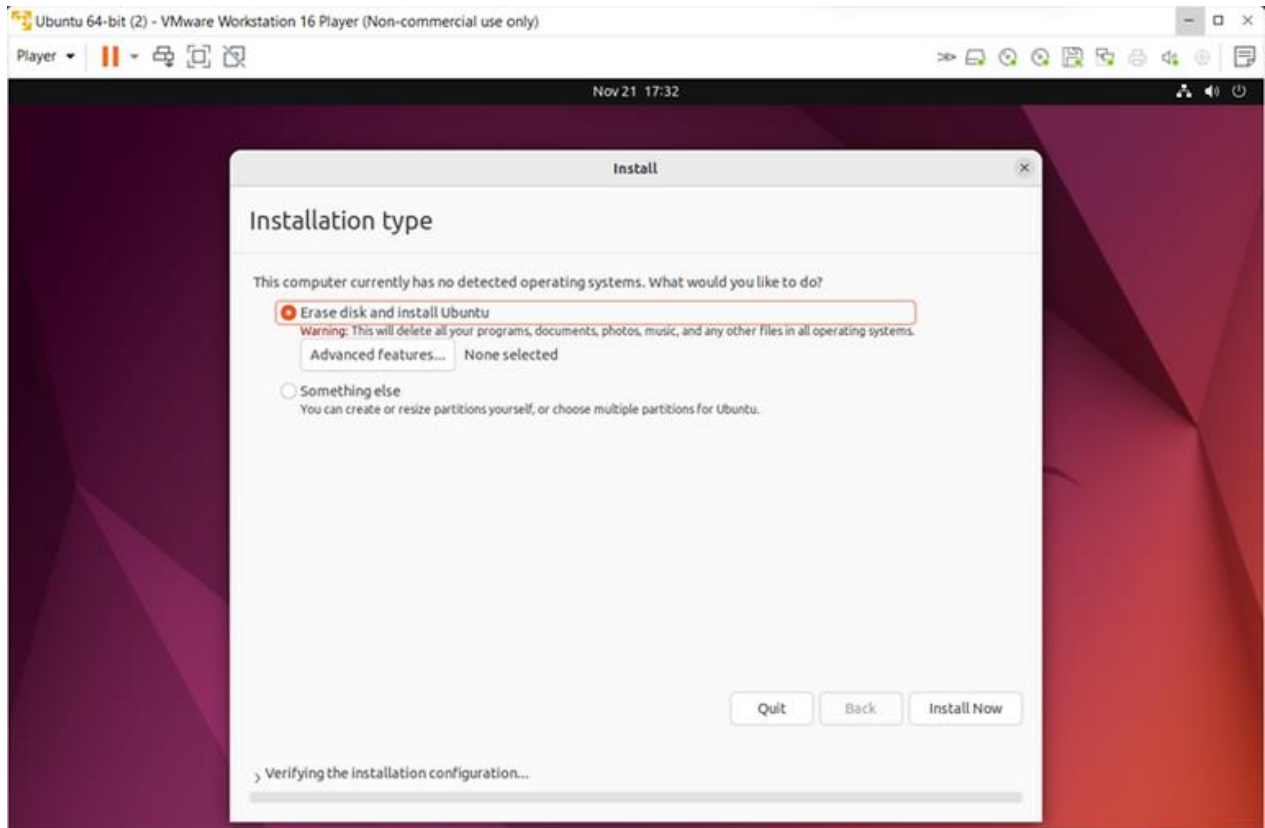 Ubuntu 64-bit (2) - VMware Workstation 16 Player (Non-commercial use only)
Player
Nov 21 17:32
Install
Installation type
This computer currently has no detected operating systems. What would you like to do?
Erase disk and install Ubuntu
Warning: This will delete all your programs, documents, photos, music, and any other files in all operating systems.
Advanced features... None selected
Something else
You can create or resize partitions yourself, or choose multiple partitions for Ubuntu.
Quit Back Install Now
Verifying the installation configuration...